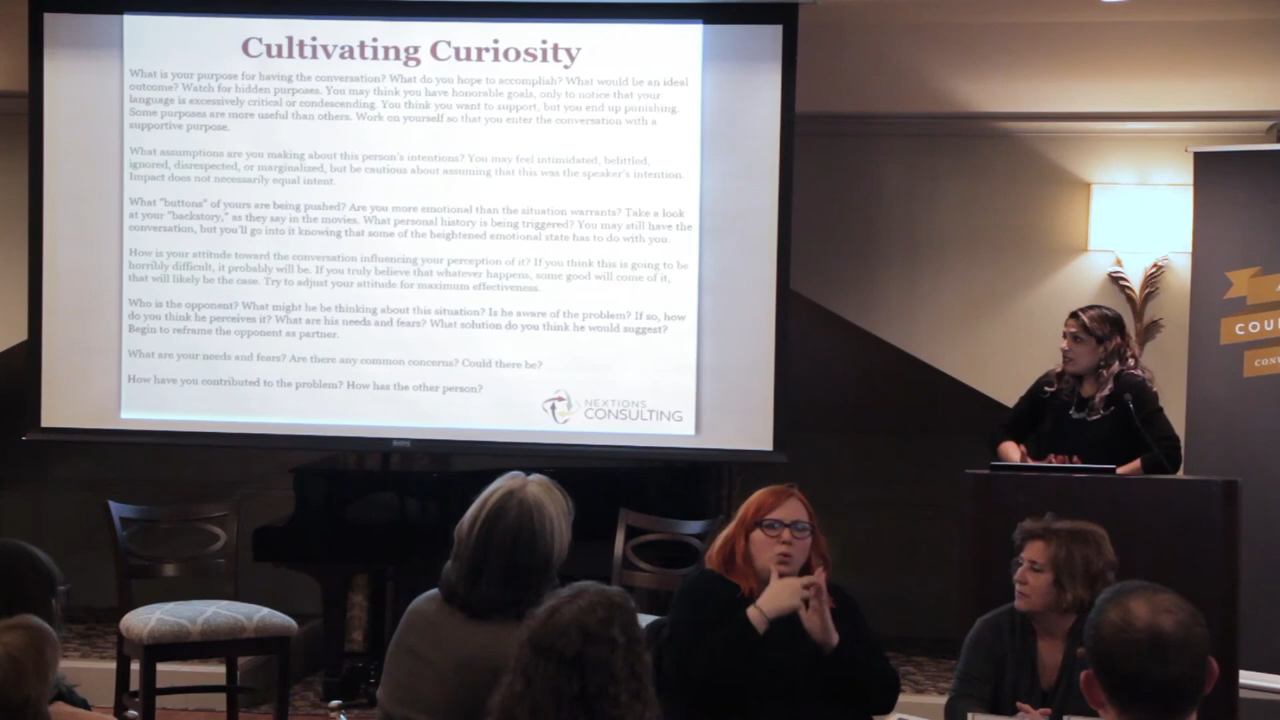 Cultivating Curiosity
What is your purpose for having the conversation? What do you hope to accomplish? What would be an ideal
outcome? Watch for hidden purposes. You may think you have honorable goals, only to notice that your
language is excessively critical or condescending. You think you want to support, but you end up punishing.
Some purposes are more useful than others. Work on yourself so that you enter the conversation with a
supportive purpose.
What assumptions are you making about this person's intentions? You may feel intimidated, belittled,
ignored, disrespected, or marginalized, but be cautious about assuming that this was the speaker's intention.
Impact does not necessarily equal intent.
What "buttons" of yours are being pushed? Are you more emotional than the situation warrants? Take a look
at your "backstory," as they say in the movies. What personal history is being triggered? You may still have the
conversation, but you'll go into it knowing that some of the heightened emotional state has to do with you.
How is your attitude toward the conversation influencing your perception of it? If you think this is going to be
horribly difficult, it probably will be. If you truly believe that whatever happens, some good will come of it,
that will likely be the case. Try to adjust your attitude for maximum effectiveness.
Who is the opponent? What might he be thinking about this situation? Is he aware of the problem? If so, how
do you think he perceives it? What are his needs and fears? What solution do you think he would suggest?
Begin to reframe the opponent as partner.
What are your needs and fears? Are there any common concerns? Could there be?
How have you contributed to the problem? How has the other person?
NEXTIONS
CONSULTING
COU
CON